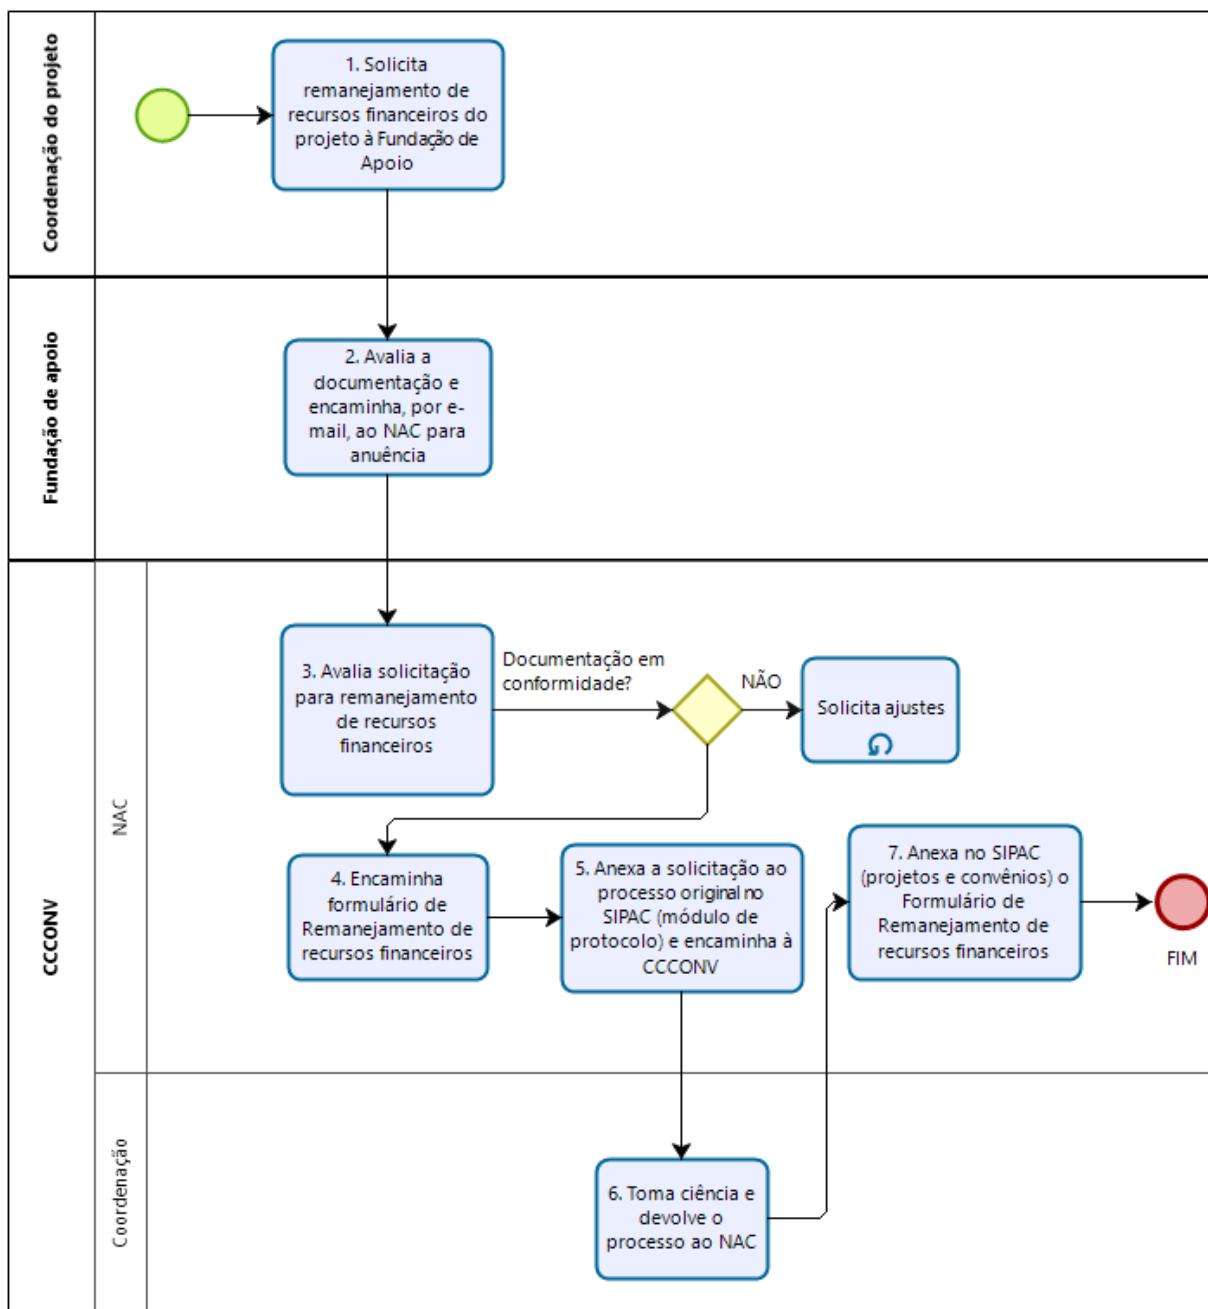 Coordenação do projeto
1. Solicita
remanejamento de
recursos financeiros do
projeto à Fundação de
Apoio
Fundação de apoio
2. Avalia a
documentação e
encaminha, por e-
mail, ao NAC para
anuência
CCCONV
NAC
3. Avalia solicitação
para remanejamento
de recursos
financeiros
Documentação em
conformidade?
NÃO
Solicita ajustes
4. Encaminha
formulário de
Remanejamento de
recursos financeiros
5. Anexa a solicitação ao
processo original no
SIPAC (módulo de
protocolo) e encaminha à
CCCONV
7. Anexa no SIPAC
(projetos e convênios) o
Formulário de
Remanejamento de
recursos financeiros
FIM
Coordenação
6. Toma ciência e
devolve o
processo ao NAC